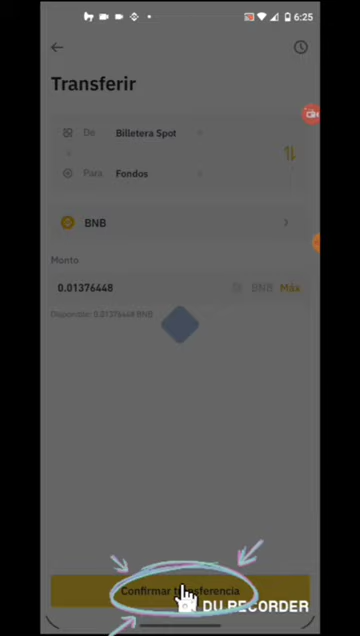 6:25
Transferir
De Billetera Spot
Para Fondos
BNB
Monto
0.01376448 BNB Máx
Disponible: 0.01376448 BNB
Confirmar transferencia
DU RECORDER